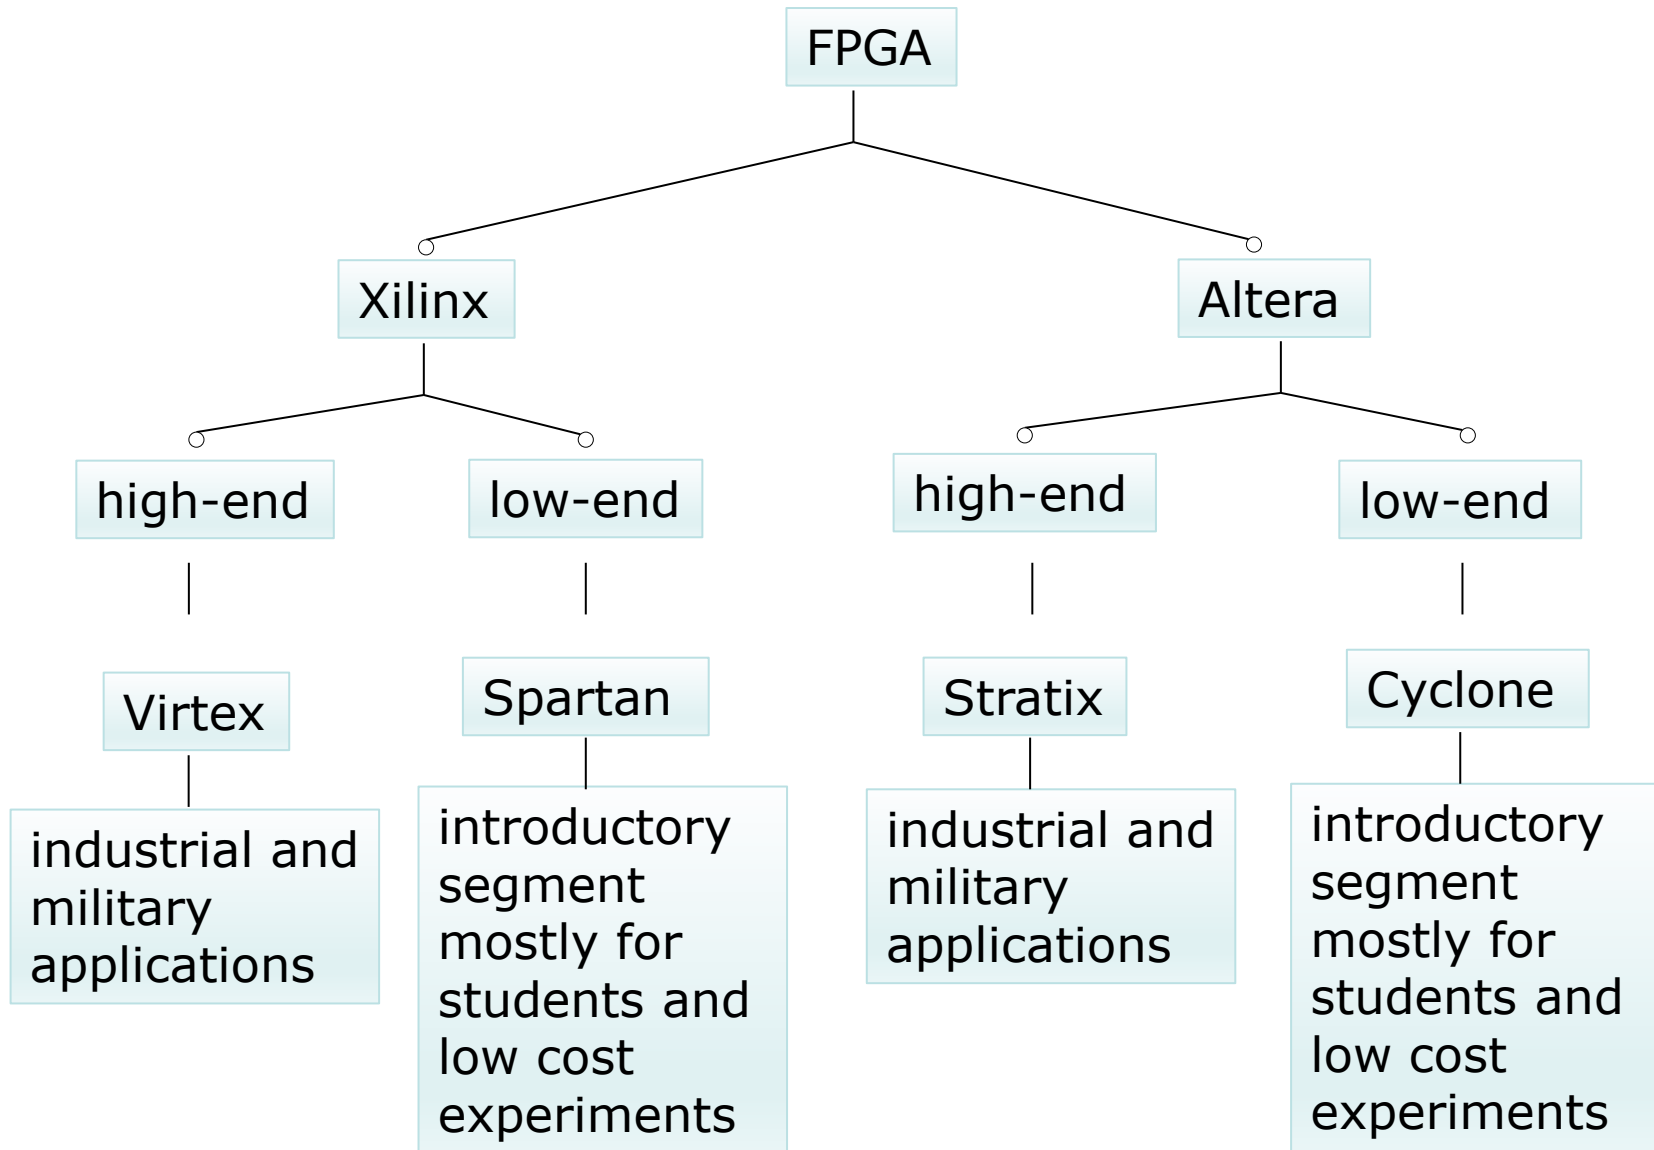 FPGA
Xilinx
Altera
high-end
low-end
high-end
low-end
Virtex
Spartan
Stratix
Cyclone
industrial and
military
applications
introductory
segment
mostly for
students and
low cost
experiments
industrial and
military
applications
introductory
segment
mostly for
students and
low cost
experiments